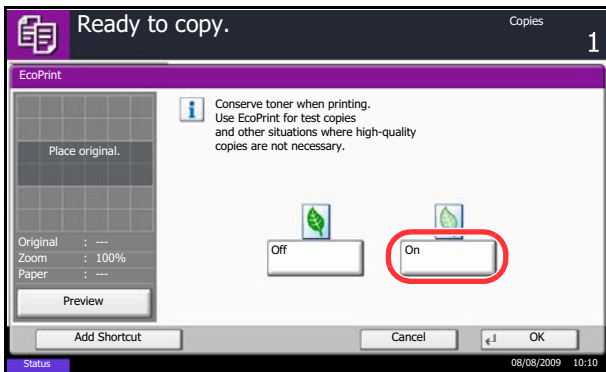 Ready to copy.
Copies
1
EcoPrint
Place original.
Conserve toner when printing.
Use EcoPrint for test copies
and other situations where high-quality
copies are not necessary.
Off
On
Original : ---
Zoom : 100%
Paper : ---
Preview
Add Shortcut
Cancel
OK
Status
08/08/2009 10:10